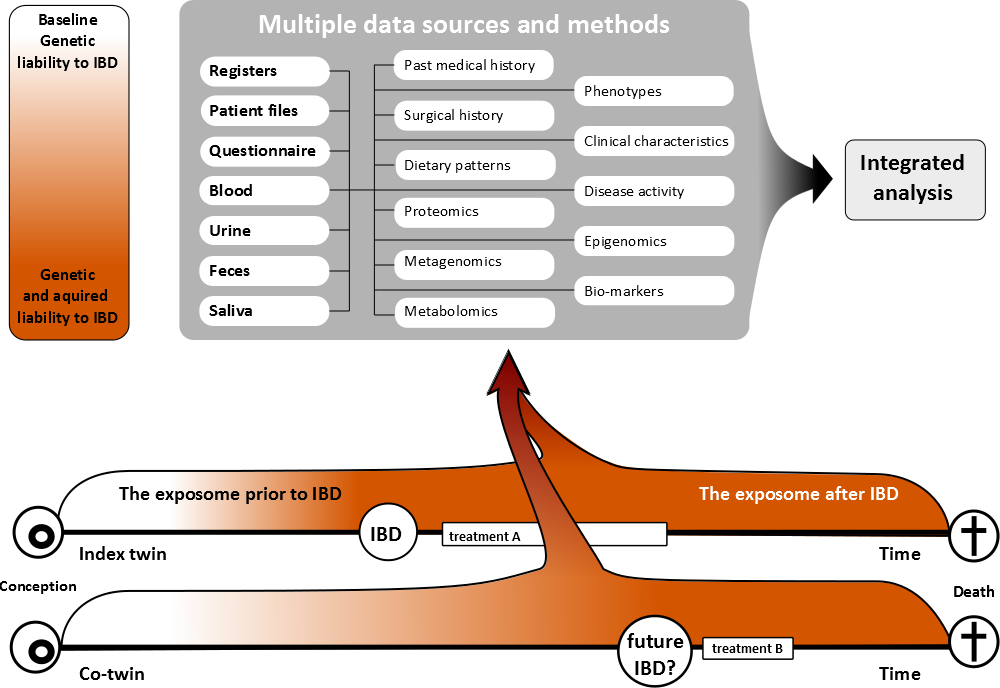 Baseline
Genetic
liability to IBD
Genetic
and aquired
liability to IBD
Multiple data sources and methods
Registers
Patient files
Questionnaire
Blood
Urine
Feces
Saliva
Past medical history
Surgical history
Dietary patterns
Proteomics
Metagenomics
Metabolomics
Phenotypes
Clinical characteristics
Disease activity
Epigenomics
Bio-markers
Integrated
analysis
The exposome prior to IBD
The exposome after IBD
IBD
treatment A
Index twin
Time
Conception
Death
future
IBD?
treatment B
Co-twin
Time